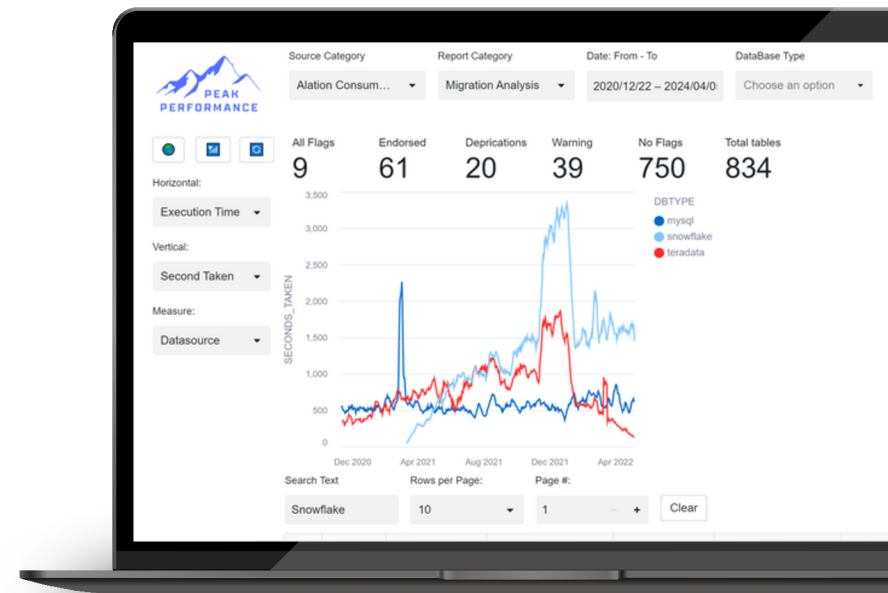 PEAK
PERFORMANCE
Source Category
Report Category
Date: From - To
DataBase Type
Alation Consum...
Migration Analysis
2020/12/22 – 2024/04/0
Choose an option
All Flags
Endorsed
Deprications
Warning
No Flags
Total tables
9
61
20
39
750
834
Horizontal:
Execution Time
Vertical:
Second Taken
Measure:
Datasource
SECONDS_TAKEN
3,500
3,000
2,500
2,000
1,500
1,000
500
0
Dec 2020
Apr 2021
Aug 2021
Dec 2021
Apr 2022
DBTYPE
mysql
snowflake
teradata
Search Text
Rows per Page:
Page #:
Snowflake
10
1
Clear